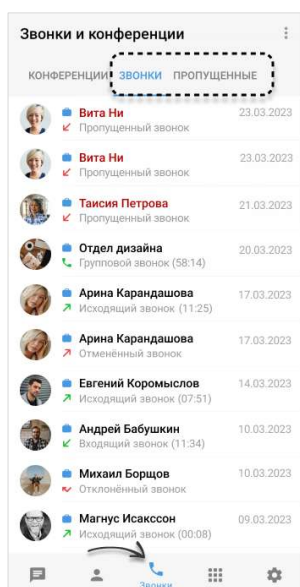 Звонки и конференции
КОНФЕРЕНЦИИ ЗВОНКИ ПРОПУЩЕННЫЕ
Вита Ни 23.03.2023
Пропущенный звонок
Вита Ни 23.03.2023
Пропущенный звонок
Таисия Петрова 21.03.2023
Пропущенный звонок
Отдел дизайна 20.03.2023
Групповой звонок (58:14)
Арина Карандашова 17.03.2023
Исходящий звонок (11:25)
Арина Карандашова 17.03.2023
Отменённый звонок
Евгений Коромыслов 14.03.2023
Исходящий звонок (07:51)
Андрей Бабушкин 10.03.2023
Входящий звонок (11:34)
Михаил Борщов 10.03.2023
Отклонённый звонок
Магнус Исакссон 09.03.2023
Исходящий звонок (00:08)
Звонки